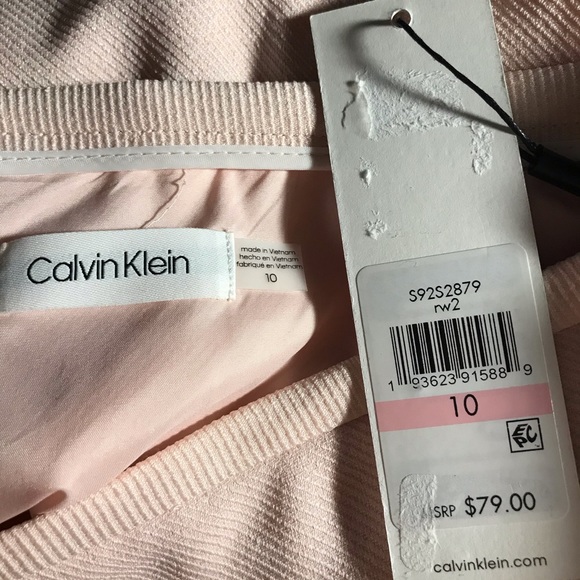 Calvin Klein
made in Vietnam
hecho en Vietnam
fabriqué en Vietnam
10
S92S2879
rw2
1 93623 91588 9
10
EPC
SRP $79.00
calvinklein.com